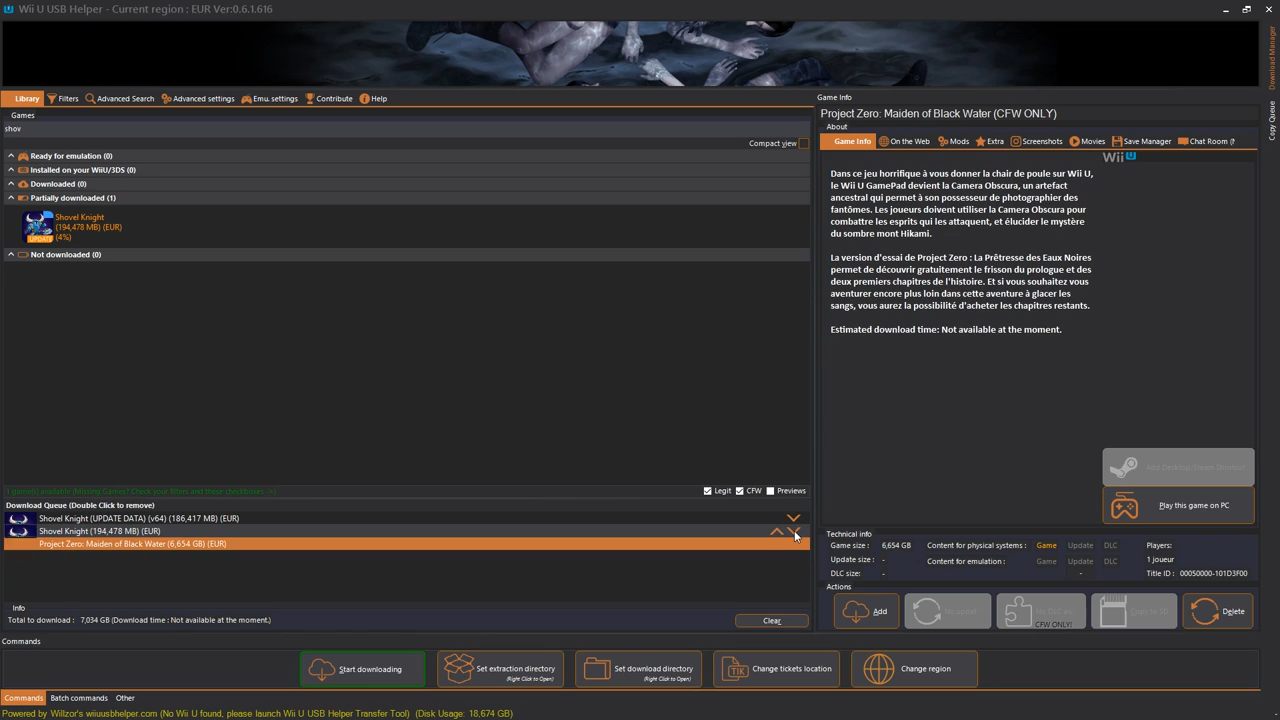 Wii U USB Helper - Current region : EUR Ver:0.6.1.616
Download Manager
Copy Queue
Library Filters Advanced Search Advanced settings Emu. settings Contribute Help
Games
shov
Compact view
Ready for emulation (0)
Installed on your WiiU/3DS (0)
Downloaded (0)
Partially downloaded (1)
Shovel Knight
(194,478 MB) (EUR)
(4%)
UPDATE
Not downloaded (0)
1 game(s) available (Missing Games? Check your filters and these checkboxes ->)
Legit CFW Previews
Download Queue (Double Click to remove)
Shovel Knight (UPDATE DATA) (v64) (186,417 MB) (EUR)
Shovel Knight (194,478 MB) (EUR)
Project Zero: Maiden of Black Water (6,654 GB) (EUR)
Info
Total to download : 7,034 GB (Download time : Not available at the moment.)
Clear
Game Info
Project Zero: Maiden of Black Water (CFW ONLY)
About
Game Info On the Web Mods Extra Screenshots Movies Save Manager Chat Room (
Wii U
Dans ce jeu horrifique à vous donner la chair de poule sur Wii U,
le Wii U GamePad devient la Camera Obscura, un artefact
ancestral qui permet à son possesseur de photographier des
fantômes. Les joueurs doivent utiliser la Camera Obscura pour
combattre les esprits qui les attaquent, et élucider le mystère
du sombre mont Hikami.
La version d'essai de Project Zero : La Prêtresse des Eaux Noires
permet de découvrir gratuitement le frisson du prologue et des
deux premiers chapitres de l'histoire. Et si vous souhaitez vous
aventurer encore plus loin dans cette aventure à glacer les
sangs, vous aurez la possibilité d'acheter les chapitres restants.
Estimated download time: Not available at the moment.
Play this game on PC
Technical info
Game size : 6,654 GB Content for physical systems : Game Update DLC Players:
Update size : - Content for emulation : Game Update DLC 1 joueur
DLC size: - - Title ID : 00050000-101D3F00
Actions
Add
CFW ONLY!
Copy to SD
Delete
Commands
Start downloading
Set extraction directory
(Right Click to Open)
Set download directory
(Right Click to Open)
Change tickets location
TIK
Change region
Commands Batch commands Other
Powered by Willzor's wiiuusbhelper.com (No Wii U found, please launch Wii U USB Helper Transfer Tool) (Disk Usage: 18,674 GB)